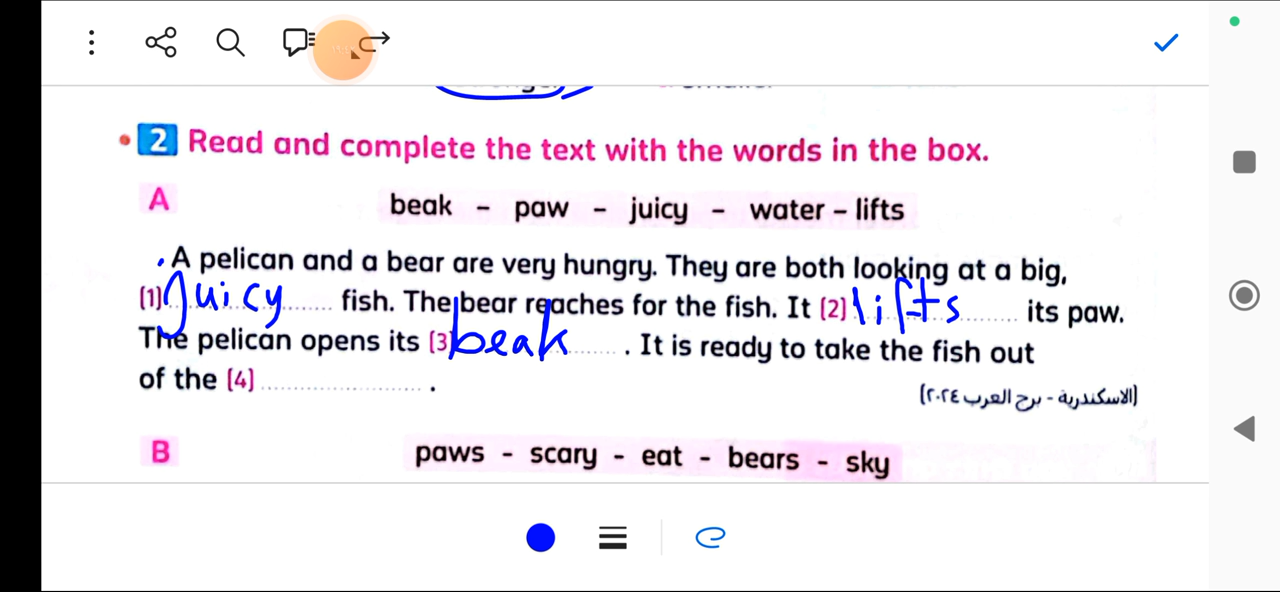 2 Read and complete the text with the words in the box.
A
beak – paw – juicy – water – lifts
A pelican and a bear are very hungry. They are both looking at a big,
(1) juicy fish. The bear reaches for the fish. It (2) lifts its paw.
The pelican opens its (3) beak . It is ready to take the fish out
of the (4) .................... .
(الاسكندرية - برج العرب ٢٠٢٤)
B
paws - scary - eat - bears - sky